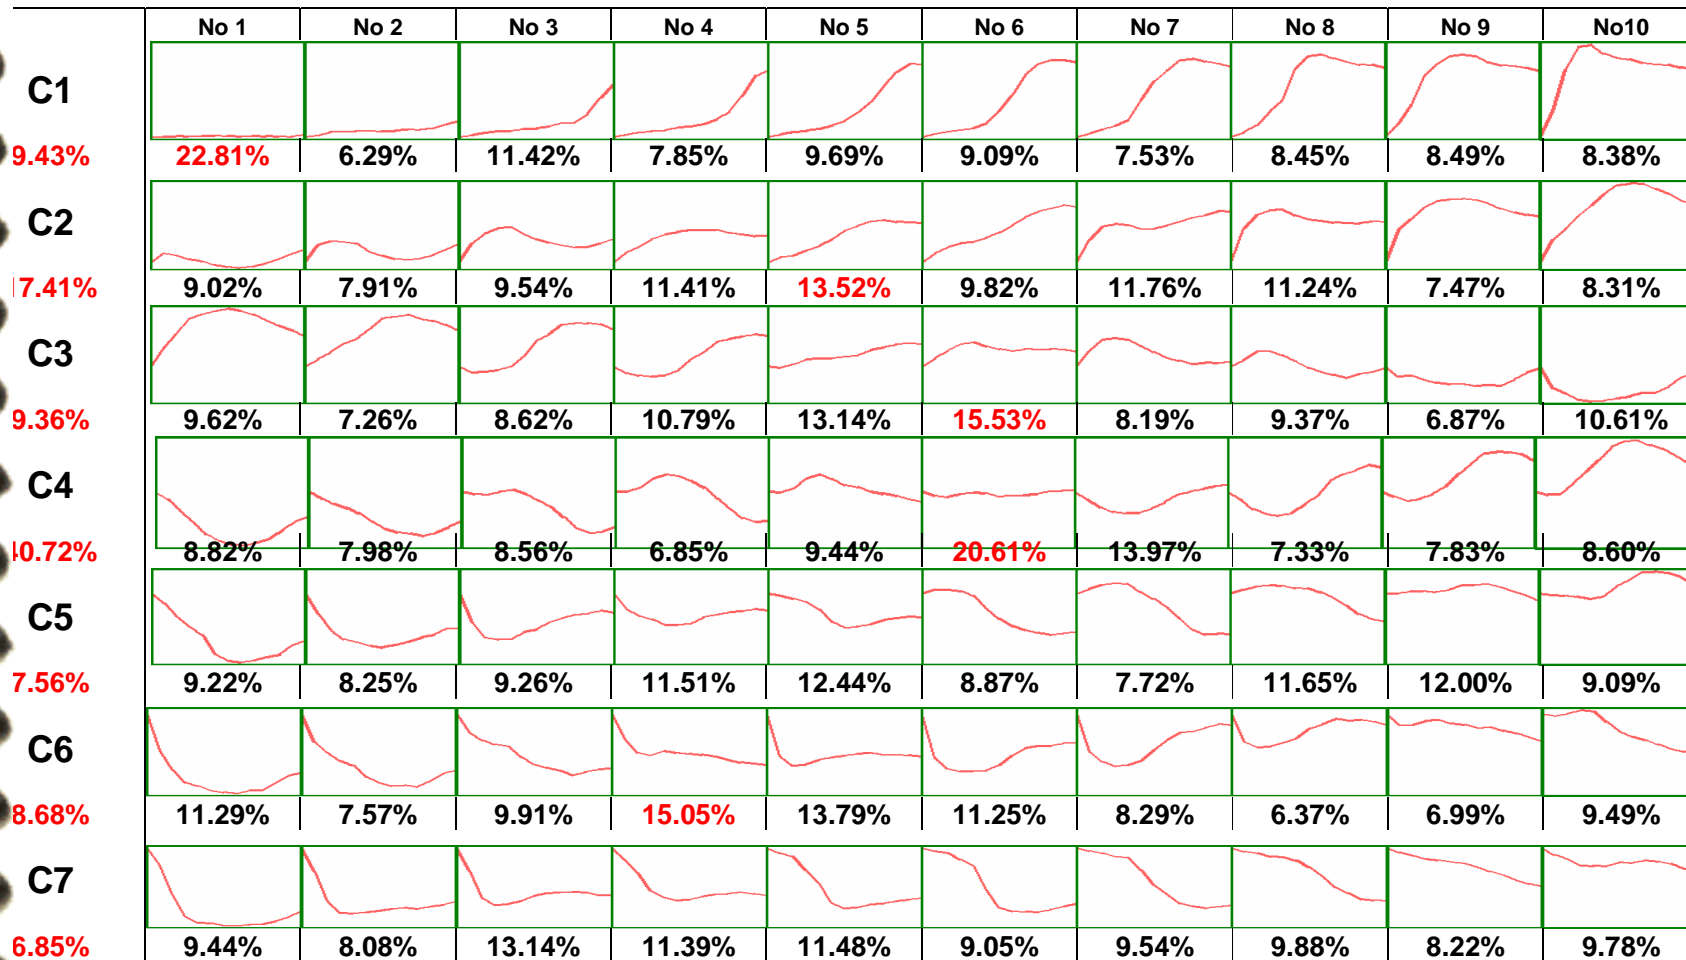 No 1 No 2 No 3 No 4 No 5 No 6 No 7 No 8 No 9 No10
C1
9.43% 22.81% 6.29% 11.42% 7.85% 9.69% 9.09% 7.53% 8.45% 8.49% 8.38%
C2
17.41% 9.02% 7.91% 9.54% 11.41% 13.52% 9.82% 11.76% 11.24% 7.47% 8.31%
C3
9.36% 9.62% 7.26% 8.62% 10.79% 13.14% 15.53% 8.19% 9.37% 6.87% 10.61%
C4
40.72% 8.82% 7.98% 8.56% 6.85% 9.44% 20.61% 13.97% 7.33% 7.83% 8.60%
C5
7.56% 9.22% 8.25% 9.26% 11.51% 12.44% 8.87% 7.72% 11.65% 12.00% 9.09%
C6
8.68% 11.29% 7.57% 9.91% 15.05% 13.79% 11.25% 8.29% 6.37% 6.99% 9.49%
C7
6.85% 9.44% 8.08% 13.14% 11.39% 11.48% 9.05% 9.54% 9.88% 8.22% 9.78%